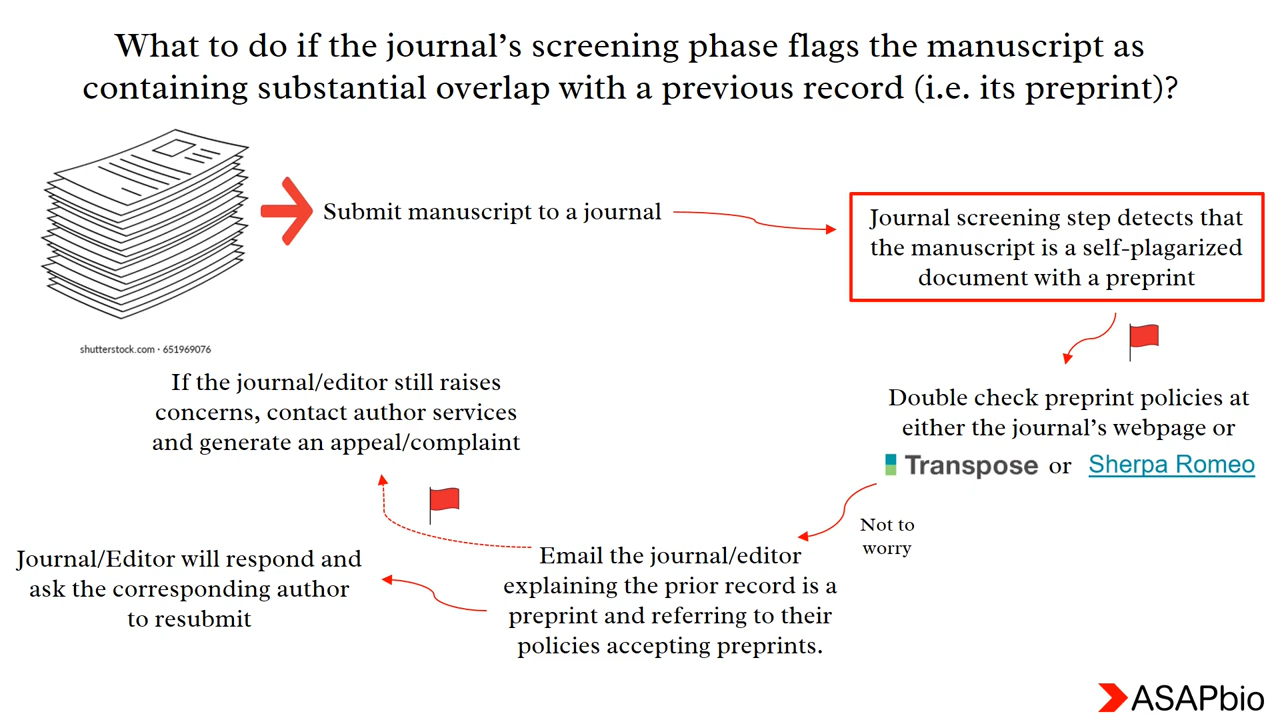 What to do if the journal’s screening phase flags the manuscript as
containing substantial overlap with a previous record (i.e. its preprint)?
shutterstock.com · 651969076
Submit manuscript to a journal
Journal screening step detects that
the manuscript is a self-plagarized
document with a preprint
Double check preprint policies at
either the journal’s webpage or
Transpose or Sherpa Romeo
Not to
worry
Email the journal/editor
explaining the prior record is a
preprint and referring to their
policies accepting preprints.
If the journal/editor still raises
concerns, contact author services
and generate an appeal/complaint
Journal/Editor will respond and
ask the corresponding author
to resubmit
ASAPbio